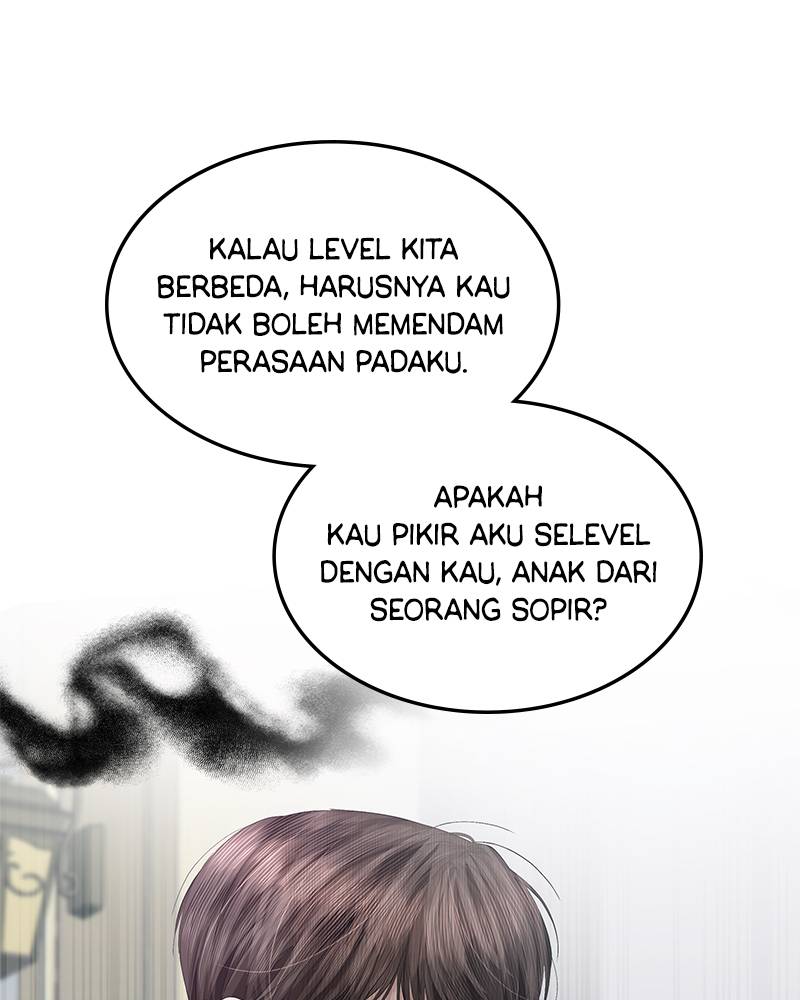 KALAU LEVEL KITA
BERBEDA, HARUSNYA KAU
TIDAK BOLEH MEMENDAM
PERASAAN PADAKU.
APAKAH
KAU PIKIR AKU SELEVEL
DENGAN KAU, ANAK DARI
SEORANG SOPIR?